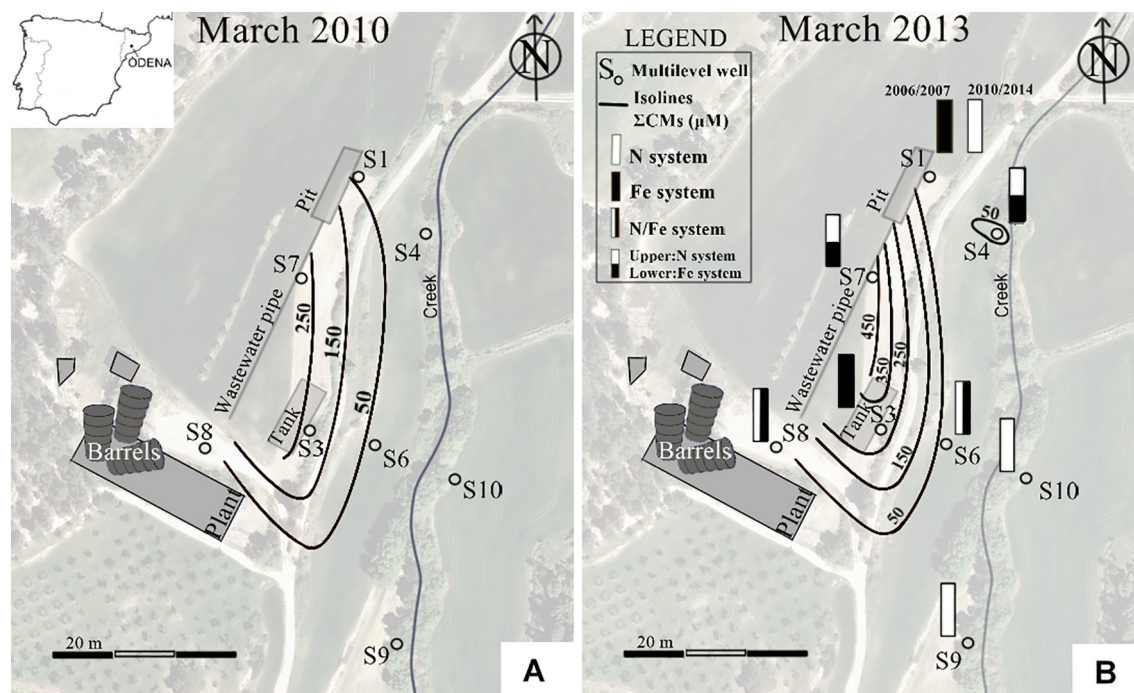 March 2010
N
ODENA
S1
Pit
S4
S7
Creek
Wastewater pipe
250
150
50
Tank
S3
S8
S6
Barrels
S10
Plant
20 m
S9
A
March 2013
N
LEGEND
S Multilevel well
Isolines
ΣCMs (µM)
N system
Fe system
N/Fe system
Upper:N system
Lower:Fe system
2006/2007
2010/2014
S1
Pit
50
S4
S7
Creek
Wastewater pipe
450
350
250
Tank
S3
S8
150
S6
Barrels
S10
50
Plant
20 m
S9
B